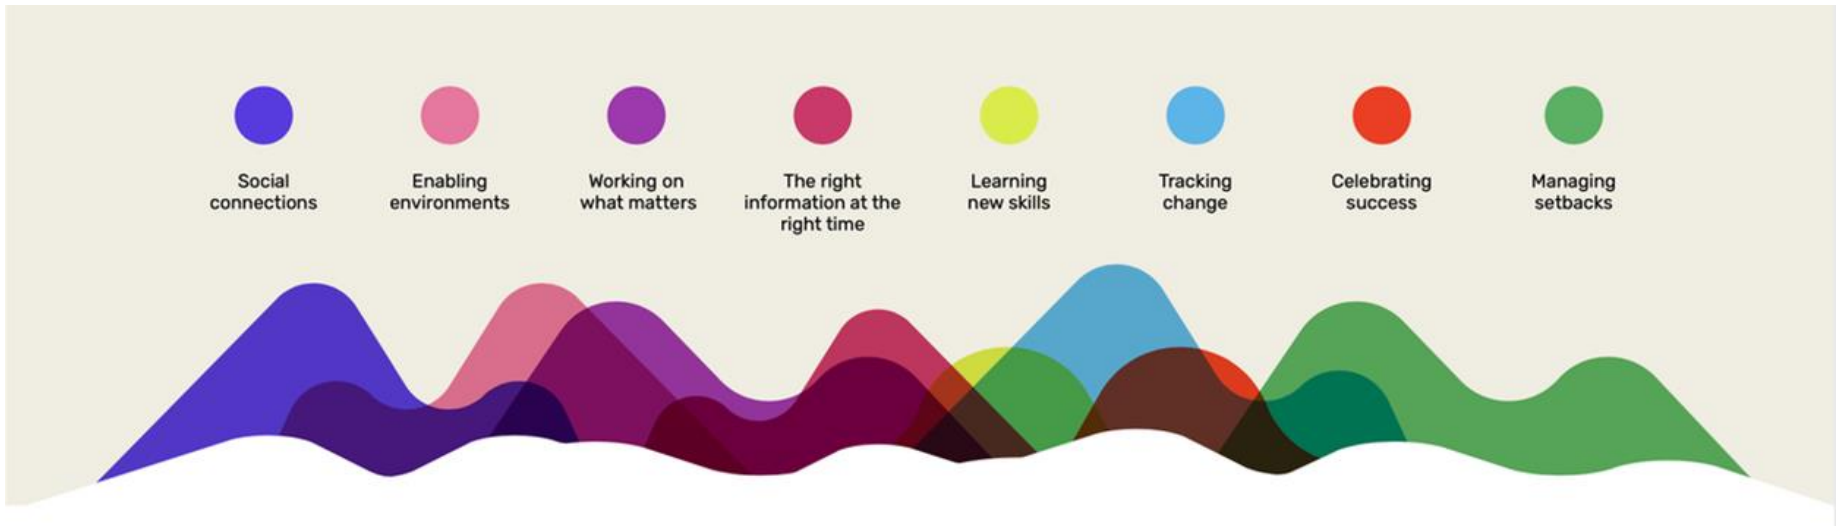 Social
connections
Enabling
environments
Working on
what matters
The right
information at the
right time
Learning
new skills
Tracking
change
Celebrating
success
Managing
setbacks